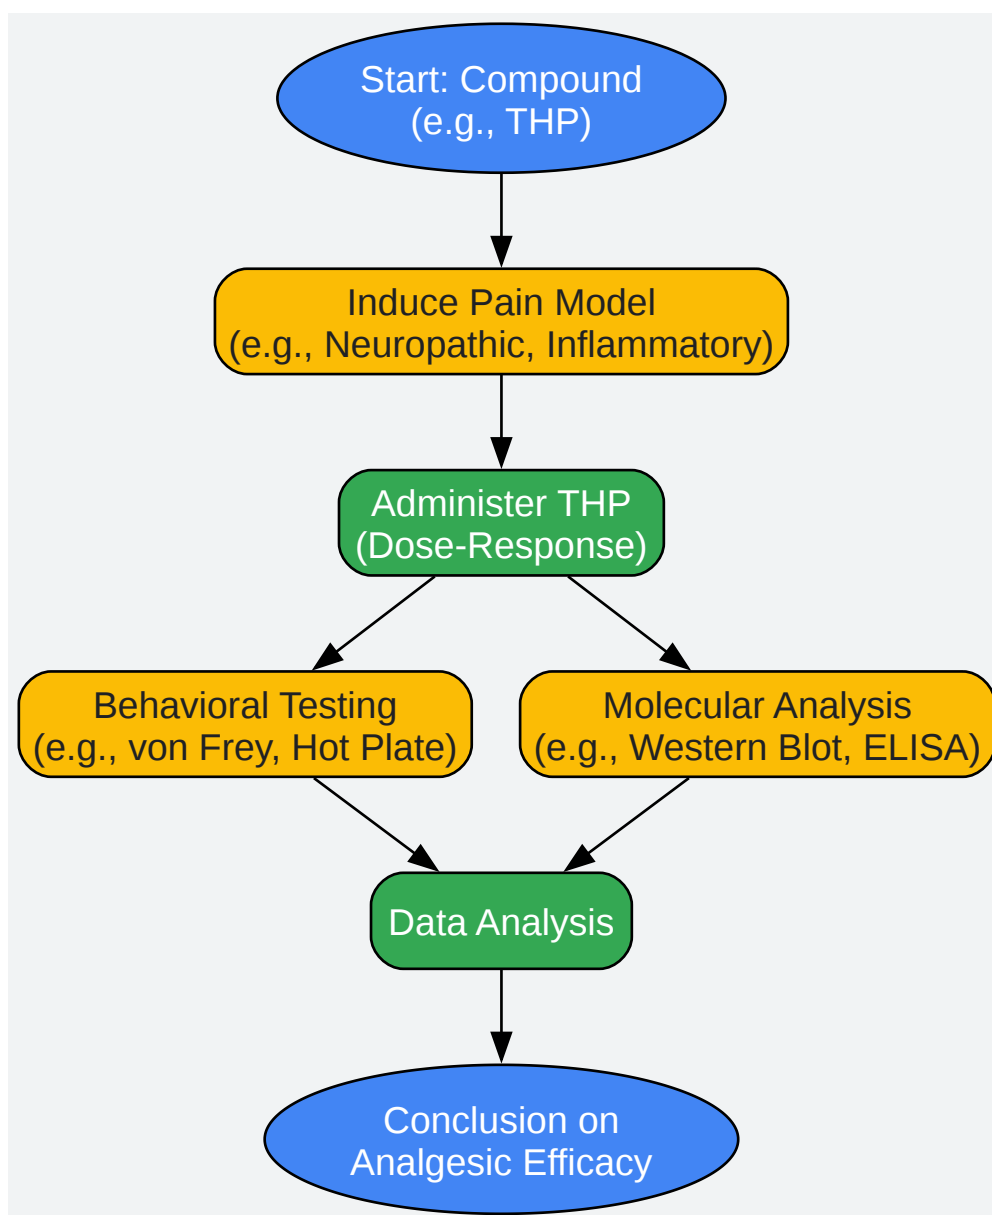 Start: Compound
(e.g., THP)
Induce Pain Model
(e.g., Neuropathic, Inflammatory)
Administer THP
(Dose-Response)
Behavioral Testing
(e.g., von Frey, Hot Plate)
Molecular Analysis
(e.g., Western Blot, ELISA)
Data Analysis
Conclusion on
Analgesic Efficacy